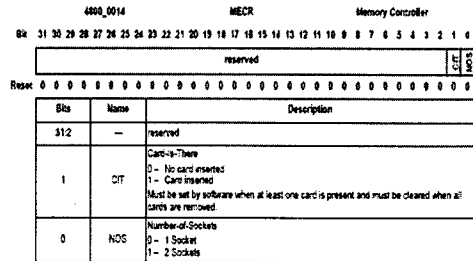 4800_0014 MECR Memory Controller
Bit 31 30 29 28 27 26 25 24 23 22 21 20 19 18 17 16 15 14 13 12 11 10 9 8 7 6 5 4 3 2 1 0
reserved CIT NOS
Reset 0 0 0 0 0 0 0 0 0 0 0 0 0 0 0 0 0 0 0 0 0 0 0 0 0 0 0 0 0 0 0 0
Bits Name Description
31:2 — reserved
Card-Is-There
0 – No card inserted
1 CIT 1 – Card inserted
Must be set by software when at least one card is present and must be cleared when all
cards are removed.
Number-of-Sockets
0 NOS 0 – 1 Socket
1 – 2 Sockets